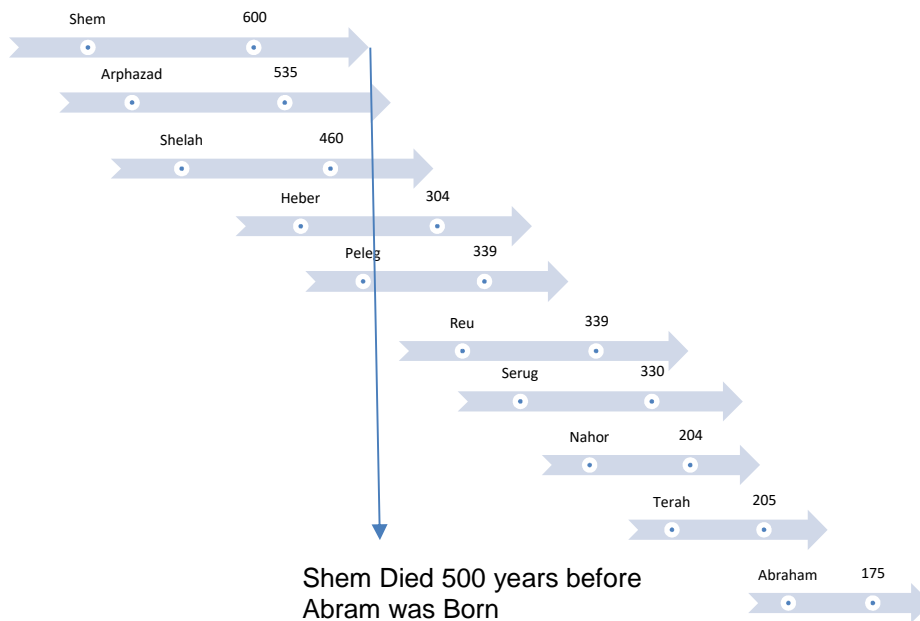 Shem 600
Arphazad 535
Shelah 460
Heber 304
Peleg 339
Reu 339
Serug 330
Nahor 204
Terah 205
Abraham 175
Shem Died 500 years before
Abram was Born